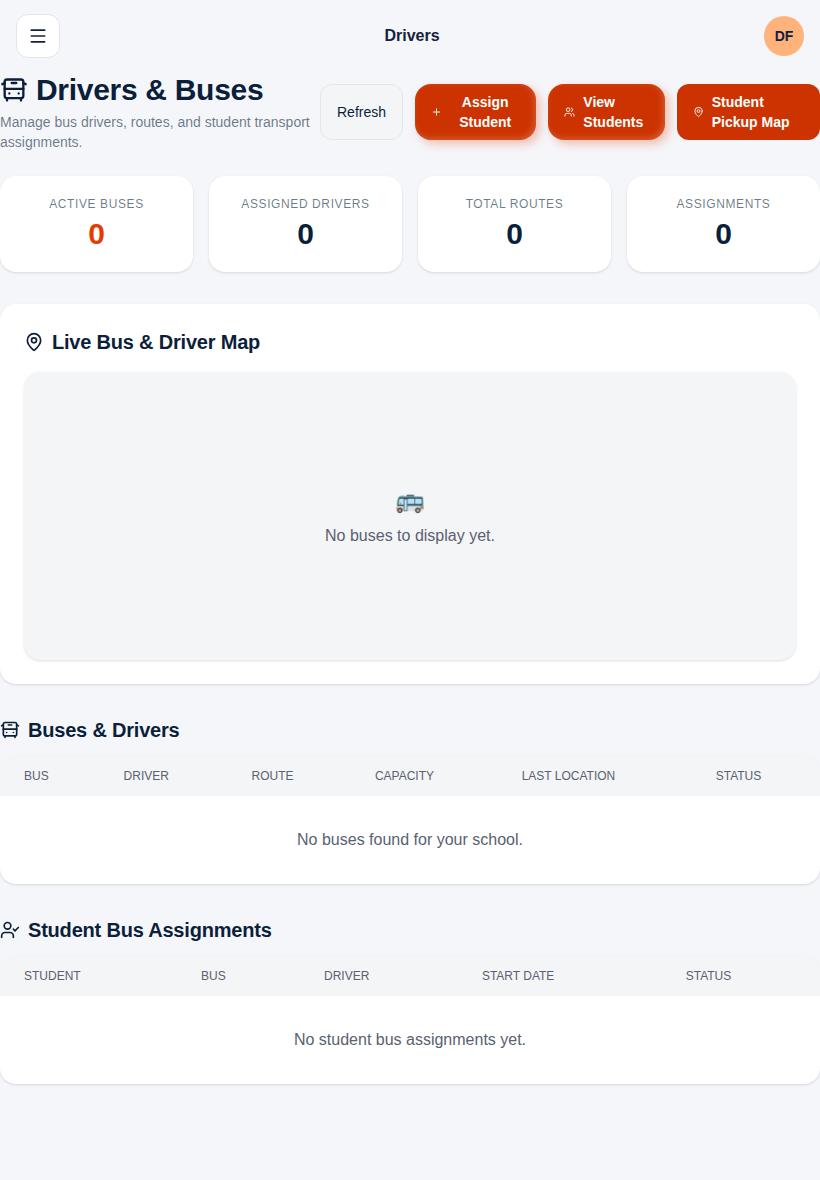 Drivers
DF
Drivers & Buses
Manage bus drivers, routes, and student transport
assignments.
Refresh
Assign
Student
View
Students
Student
Pickup Map
ACTIVE BUSES
0
ASSIGNED DRIVERS
0
TOTAL ROUTES
0
ASSIGNMENTS
0
Live Bus & Driver Map
No buses to display yet.
Buses & Drivers
BUS DRIVER ROUTE CAPACITY LAST LOCATION STATUS
No buses found for your school.
Student Bus Assignments
STUDENT BUS DRIVER START DATE STATUS
No student bus assignments yet.